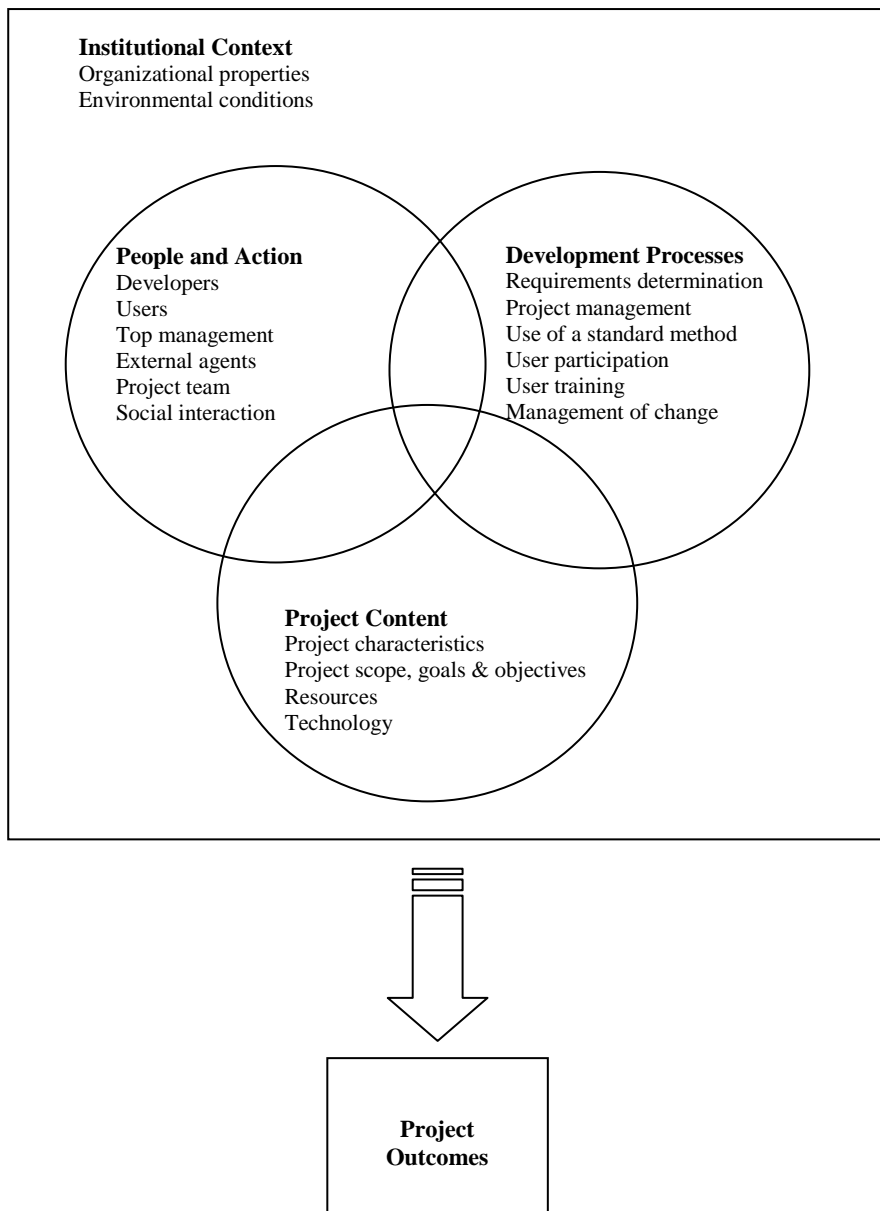 Institutional Context
Organizational properties
Environmental conditions
People and Action
Developers
Users
Top management
External agents
Project team
Social interaction
Development Processes
Requirements determination
Project management
Use of a standard method
User participation
User training
Management of change
Project Content
Project characteristics
Project scope, goals & objectives
Resources
Technology
Project
Outcomes